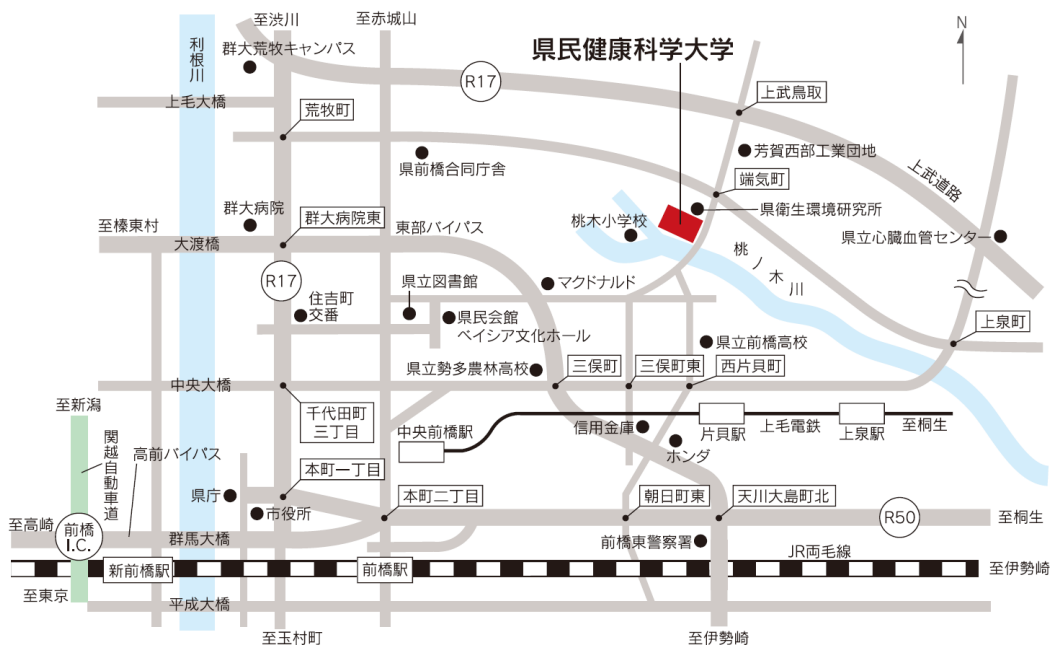 至渋川
至赤城山
N
利根川
群大荒牧キャンパス
県民健康科学大学
R17
上毛大橋
荒牧町
上武鳥取
県前橋合同庁舎
芳賀西部工業団地
上武道路
端気町
群大病院
群大病院東
東部バイパス
桃木小学校
県衛生環境研究所
至榛東村
大渡橋
県立心臓血管センター
桃ノ木川
R17
県立図書館
マクドナルド
住吉町
交番
県民会館
ベイシア文化ホール
上泉町
県立前橋高校
県立勢多農林高校
三俣町
三俣町東
西片貝町
中央大橋
至新潟
千代田町
三丁目
関越自動車道
高前バイパス
中央前橋駅
信用金庫
片貝駅
上毛電鉄
上泉駅
至桐生
ホンダ
本町一丁目
県庁
市役所
本町二丁目
朝日町東
天川大島町北
R50
至桐生
至高崎
前橋
I.C.
群馬大橋
前橋東警察署
JR両毛線
新前橋駅
前橋駅
至伊勢崎
至東京
平成大橋
至玉村町
至伊勢崎